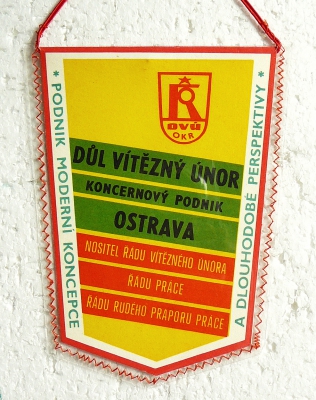 DVÚ
OKR
DŮL VÍTĚZNÝ ÚNOR
KONCERNOVÝ PODNIK
OSTRAVA
NOSITEL ŘÁDU VÍTĚZNÉHO ÚNORA
ŘÁDU PRÁCE
ŘÁDU RUDÉHO PRAPORU PRÁCE
* PODNIK MODERNÍ KONCEPCE
A DLOUHODOBÉ PERSPEKTIVY *